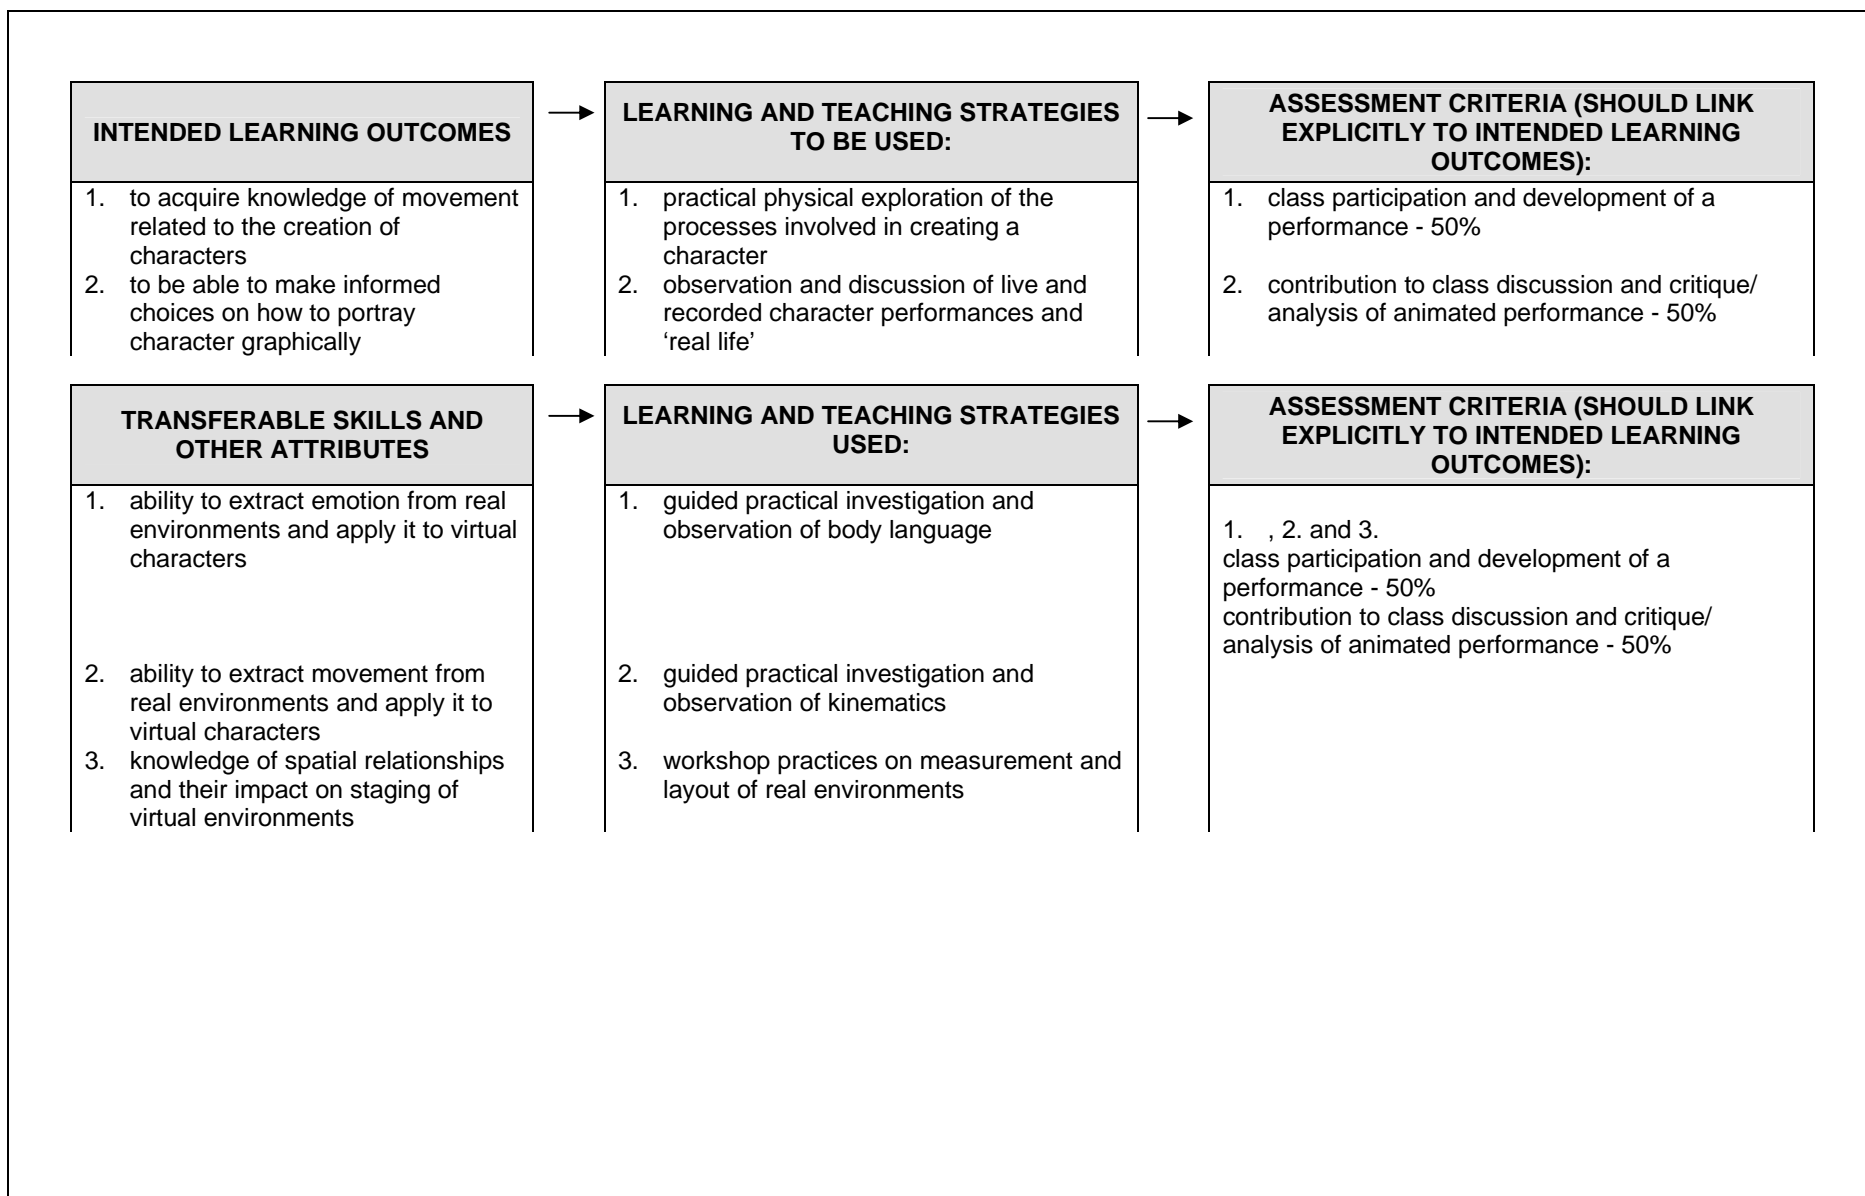 INTENDED LEARNING OUTCOMES
1. to acquire knowledge of movement
related to the creation of
characters
2. to be able to make informed
choices on how to portray
character graphically
LEARNING AND TEACHING STRATEGIES
TO BE USED:
1. practical physical exploration of the
processes involved in creating a
character
2. observation and discussion of live and
recorded character performances and
‘real life’
ASSESSMENT CRITERIA (SHOULD LINK
EXPLICITLY TO INTENDED LEARNING
OUTCOMES):
1. class participation and development of a
performance - 50%
2. contribution to class discussion and critique/
analysis of animated performance - 50%
TRANSFERABLE SKILLS AND
OTHER ATTRIBUTES
1. ability to extract emotion from real
environments and apply it to virtual
characters
2. ability to extract movement from
real environments and apply it to
virtual characters
3. knowledge of spatial relationships
and their impact on staging of
virtual environments
LEARNING AND TEACHING STRATEGIES
USED:
1. guided practical investigation and
observation of body language
2. guided practical investigation and
observation of kinematics
3. workshop practices on measurement and
layout of real environments
ASSESSMENT CRITERIA (SHOULD LINK
EXPLICITLY TO INTENDED LEARNING
OUTCOMES):
1. , 2. and 3.
class participation and development of a
performance - 50%
contribution to class discussion and critique/
analysis of animated performance - 50%